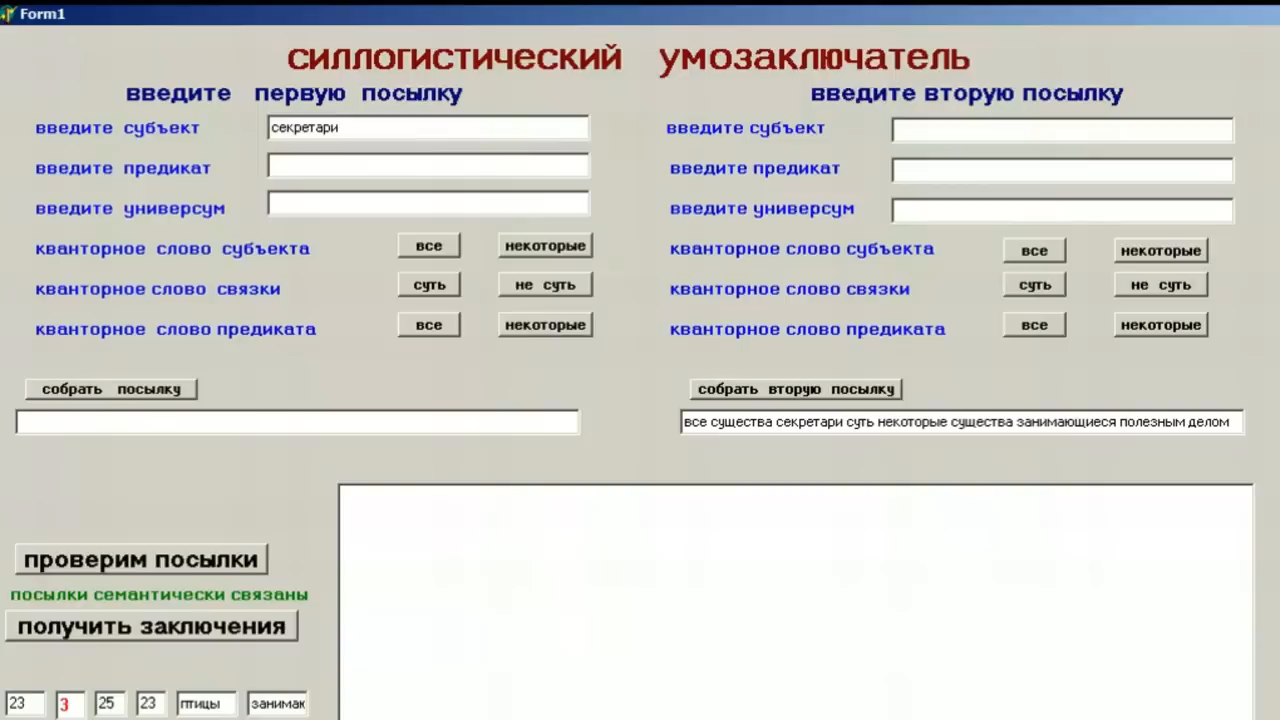 Form1
силлогистический умозаключатель
введите первую посылку
введите вторую посылку
введите субъект секретари
введите субъект
введите предикат
введите предикат
введите универсум
введите универсум
кванторное слово субъекта все некоторые
кванторное слово субъекта все некоторые
кванторное слово связки суть не суть
кванторное слово связки суть не суть
кванторное слово предиката все некоторые
кванторное слово предиката все некоторые
собрать посылку
собрать вторую посылку
все существа секретари суть некоторые существа занимающиеся полезным делом
проверим посылки
посылки семантически связаны
получить заключения
23 3 25 23 птицы занимак